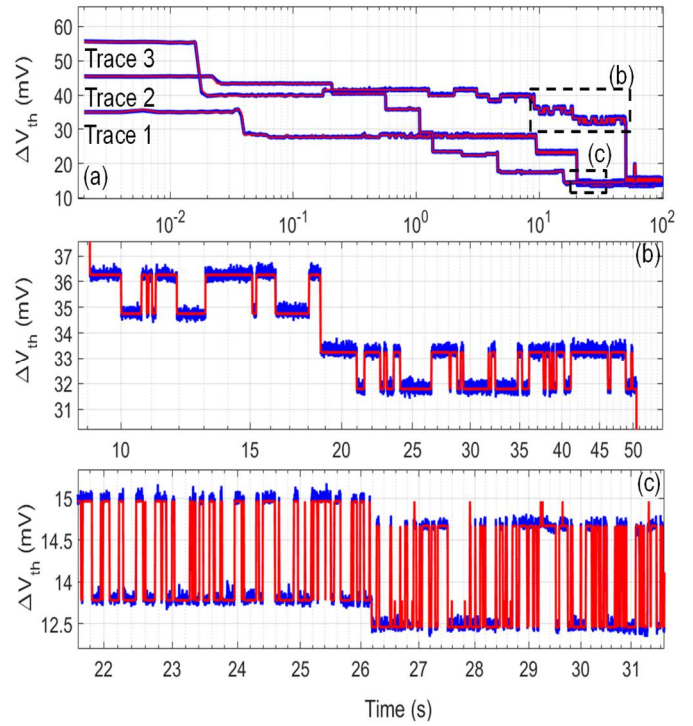 60
50
40
30
20
10
ΔV_th (mV)
Trace 3
Trace 2
Trace 1
(a)
(b)
(c)
10^-2 10^-1 10^0 10^1 10^2
37
36
35
34
33
32
31
ΔV_th (mV)
(b)
10 15 20 25 30 35 40 45 50
15
14.5
13
12.5
ΔV_th (mV)
(c)
22 23 24 25 26 27 28 29 30 31
Time (s)